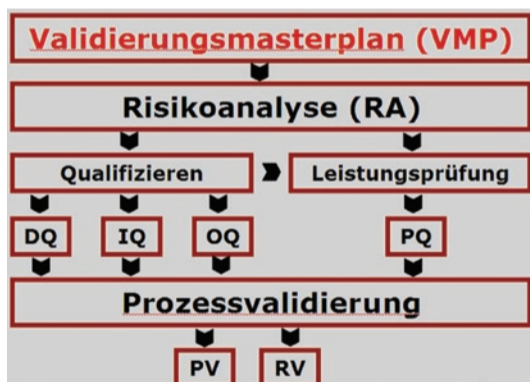 Validierungsmasterplan (VMP)
Risikoanalyse (RA)
Qualifizieren
Leistungsprüfung
DQ
IQ
OQ
PQ
Prozessvalidierung
PV
RV